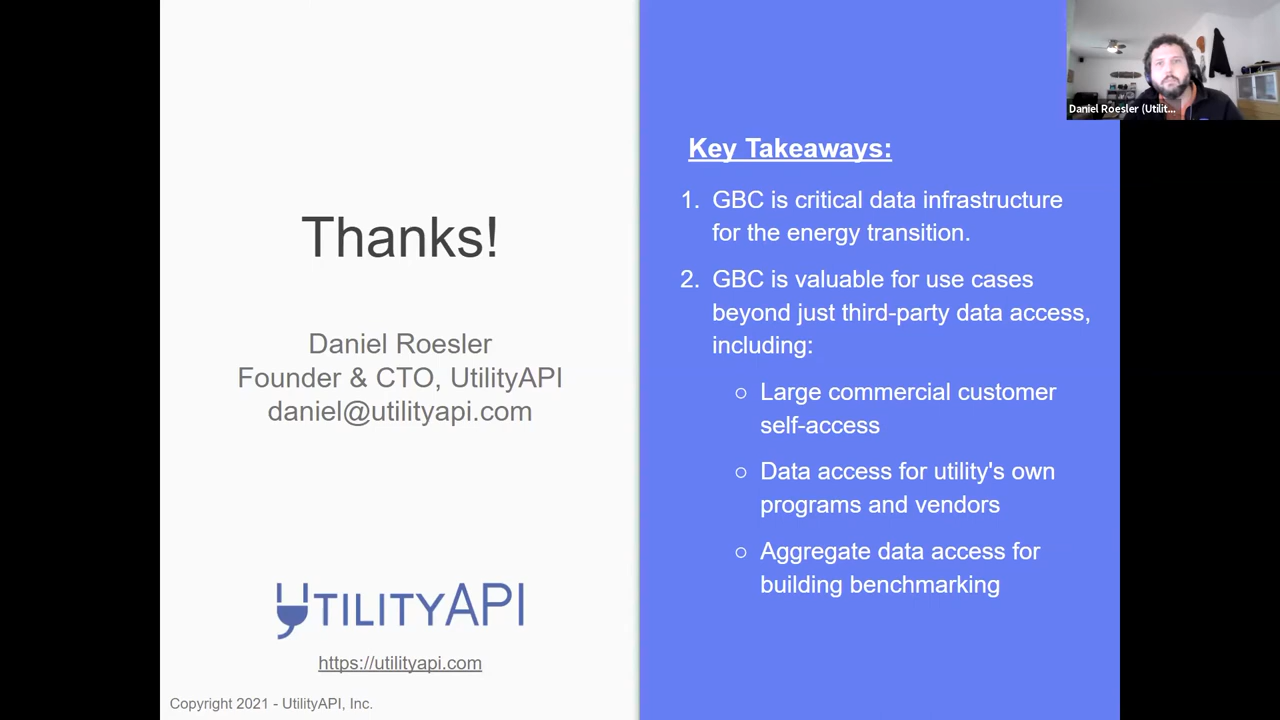 Thanks!
Daniel Roesler
Founder & CTO, UtilityAPI
daniel@utilityapi.com
UTILITYAPI
https://utilityapi.com
Copyright 2021 - UtilityAPI, Inc.
Key Takeaways:
1. GBC is critical data infrastructure
for the energy transition.
2. GBC is valuable for use cases
beyond just third-party data access,
including:
○ Large commercial customer
self-access
○ Data access for utility's own
programs and vendors
○ Aggregate data access for
building benchmarking
Daniel Roesler (Utilit...